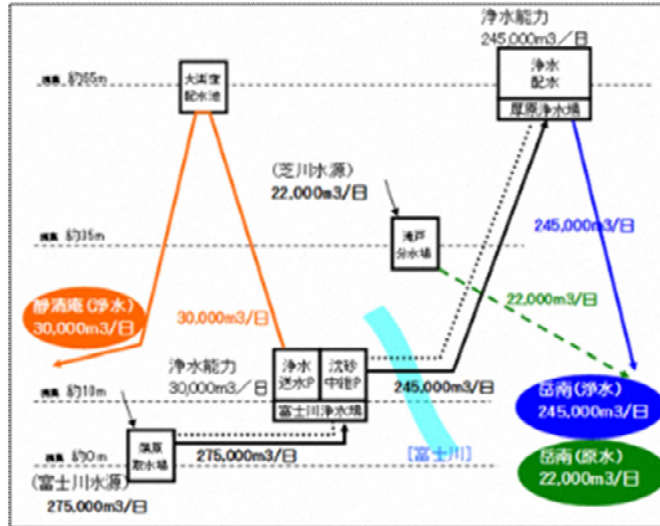 浄水能力
245,000m3/日
約65m
配水池
浄水
配水
厚原浄水場
(芝川水源)
22,000m3/日
約35m
滝戸
分水場
245,000m3/日
22,000m3/日
静清庵(浄水)
30,000m3/日
30,000m3/日
浄水能力
30,000m3/日
浄水
送水P
沈砂
中継P
富士川浄水場
245,000m3/日
約10m
岳南(浄水)
245,000m3/日
蒲原
取水場
275,000m3/日
[富士川]
約0m
岳南(原水)
22,000m3/日
(富士川水源)
275,000m3/日